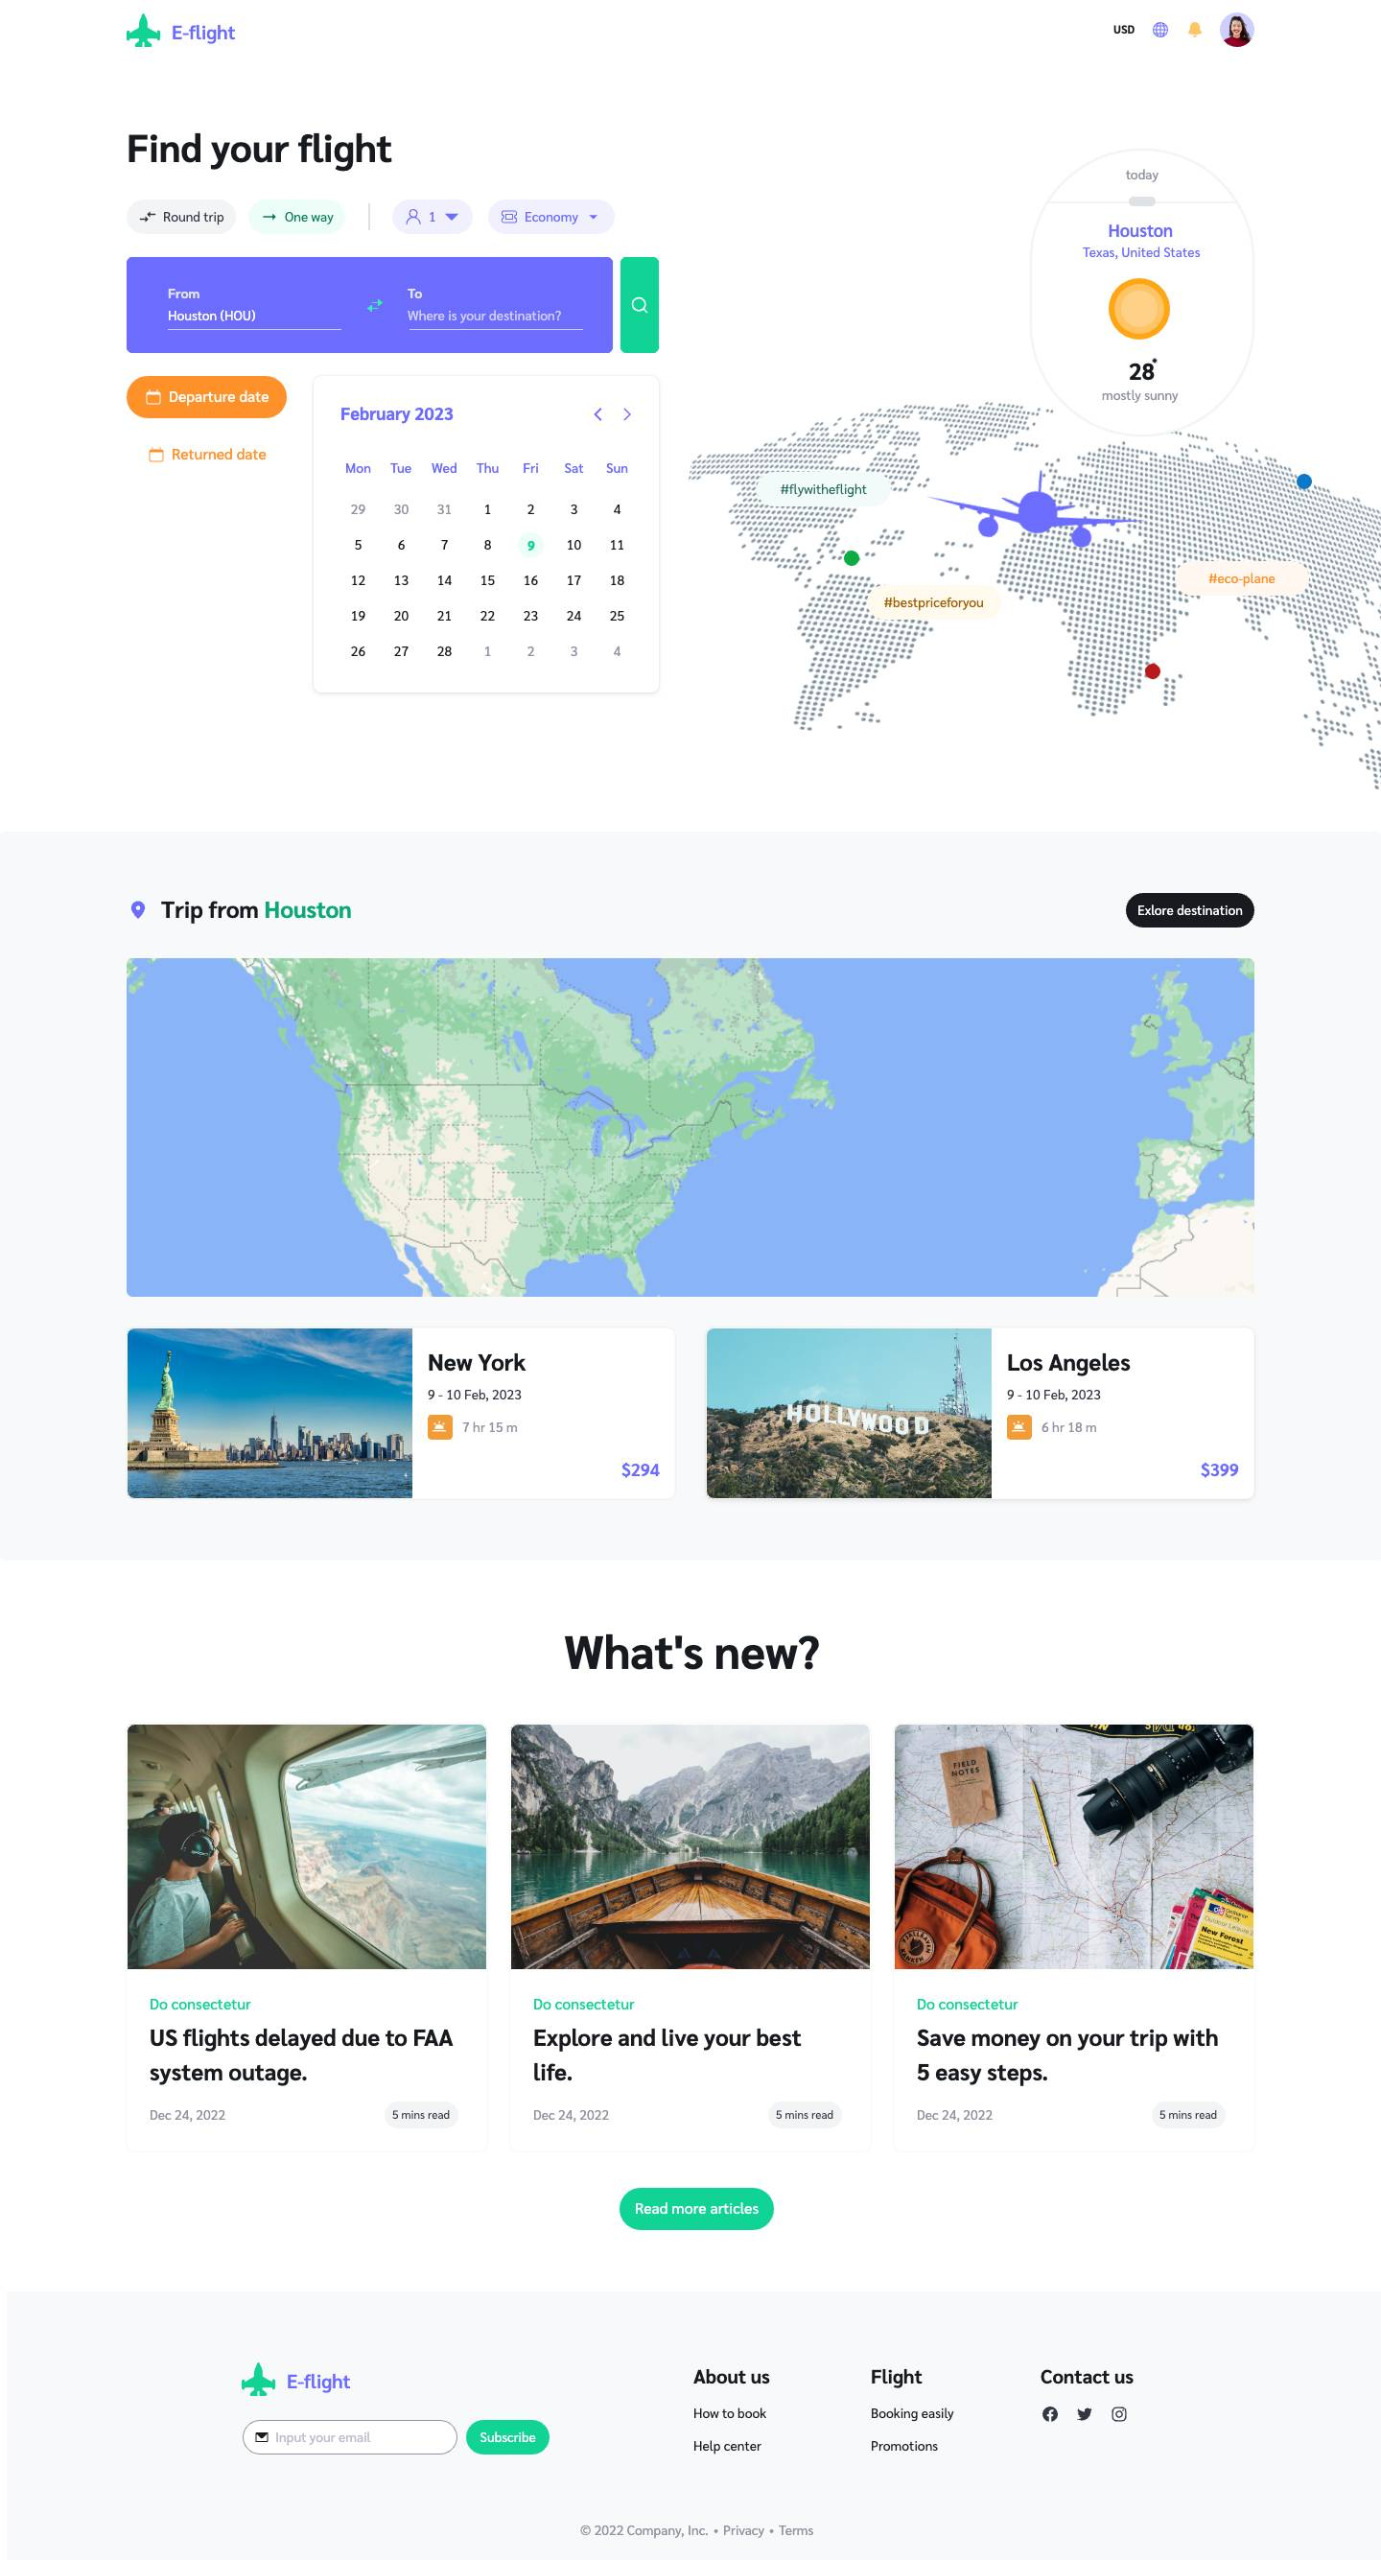 E-flight
USD
Find your flight
Round trip
One way
1
Economy
From
Houston (HOU)
To
Where is your destination?
Departure date
Returned date
February 2023
Mon Tue Wed Thu Fri Sat Sun
29 30 31 1 2 3 4
5 6 7 8 9 10 11
12 13 14 15 16 17 18
19 20 21 22 23 24 25
26 27 28 1 2 3 4
today
Houston
Texas, United States
28°
mostly sunny
#flywitheflight
#eco-plane
#bestpriceforyou
Trip from Houston
Exlore destination
New York
9 - 10 Feb, 2023
7 hr 15 m
$294
HOLLYWOOD
Los Angeles
9 - 10 Feb, 2023
6 hr 18 m
$399
What's new?
FIELD
NOTES
New Forest
Do consectetur
US flights delayed due to FAA
system outage.
Dec 24, 2022
5 mins read
Do consectetur
Explore and live your best
life.
Dec 24, 2022
5 mins read
Do consectetur
Save money on your trip with
5 easy steps.
Dec 24, 2022
5 mins read
Read more articles
E-flight
Input your email
Subscribe
About us
How to book
Help center
Flight
Booking easily
Promotions
Contact us
© 2022 Company, Inc. • Privacy • Terms